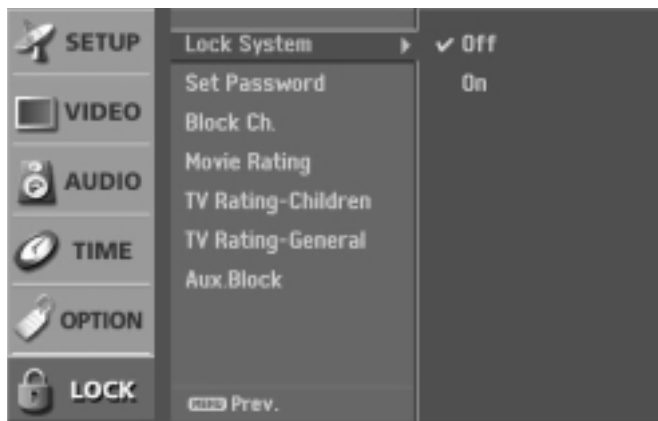 SETUP
VIDEO
AUDIO
TIME
OPTION
LOCK
Lock System
Set Password
Block Ch.
Movie Rating
TV Rating-Children
TV Rating-General
Aux.Block
MENU Prev.
Off
On